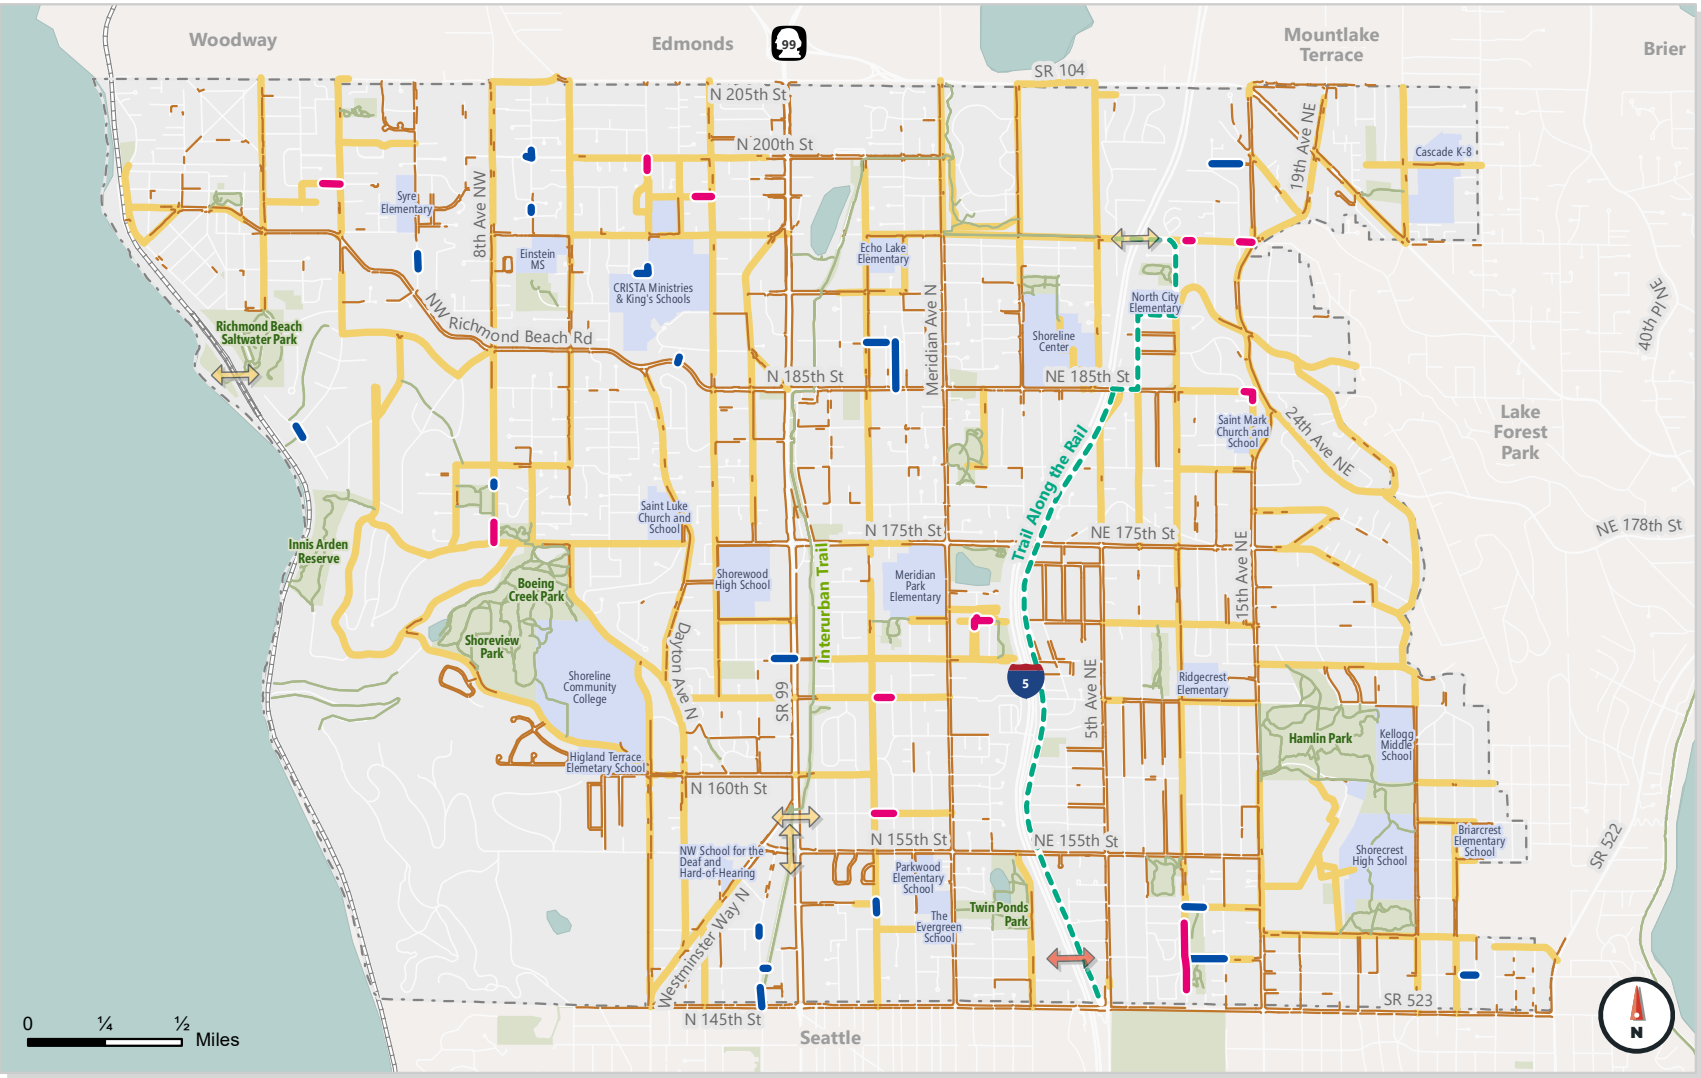 Woodway
Edmonds
99
Mountlake
Terrace
Brier
SR 104
N 205th St
N 200th St
19th Ave NE
Cascade K-8
8th Ave NW
Syre
Elementary
Einstein
MS
CRISTA Ministries
& King's Schools
Echo Lake
Elementary
North City
Elementary
Meridian Ave N
40th Pl NE
NW Richmond Beach Rd
Richmond Beach
Saltwater Park
Shoreline
Center
N 185th St
NE 185th St
Saint Mark
Church and
School
24th Ave NE
Lake
Forest
Park
Trail Along the Rail
Saint Luke
Church and
School
N 175th St
NE 175th St
NE 178th St
Innis Arden
Reserve
Boeing
Creek Park
Shorewood
High School
Interurban Trail
Meridian
Park
Elementary
15th Ave NE
Shoreview
Park
Dayton Ave N
Shoreline
Community
College
SR 99
5
5th Ave NE
Ridgecrest
Elementary
Hamlin Park
Kellogg
Middle
School
Higland Terrace
Elemetary School
N 160th St
N 155th St
NE 155th St
NW School for the
Deaf and
Hard-of-Hearing
Parkwood
Elementary
School
Shorecrest
High School
Briarcrest
Elementary
School
SR 522
Westminster Way N
The
Evergreen
School
Twin Ponds
Park
SR 523
N 145th St
Seattle
0 ¼ ½
Miles
N